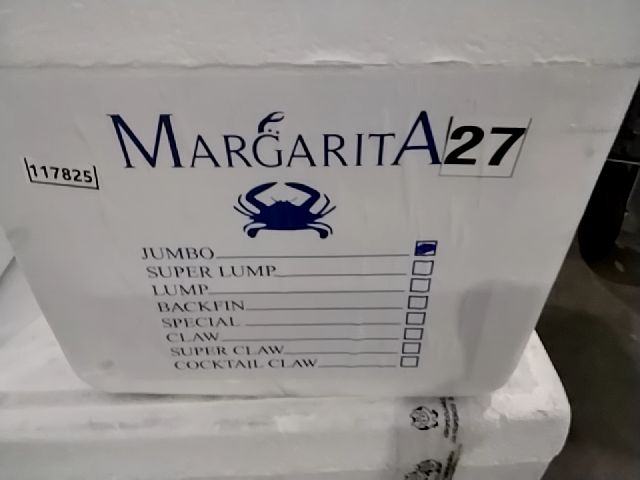 MARGARITA 27
117825
JUMBO
SUPER LUMP
LUMP
BACKFIN
SPECIAL
CLAW
SUPER CLAW
COCKTAIL CLAW